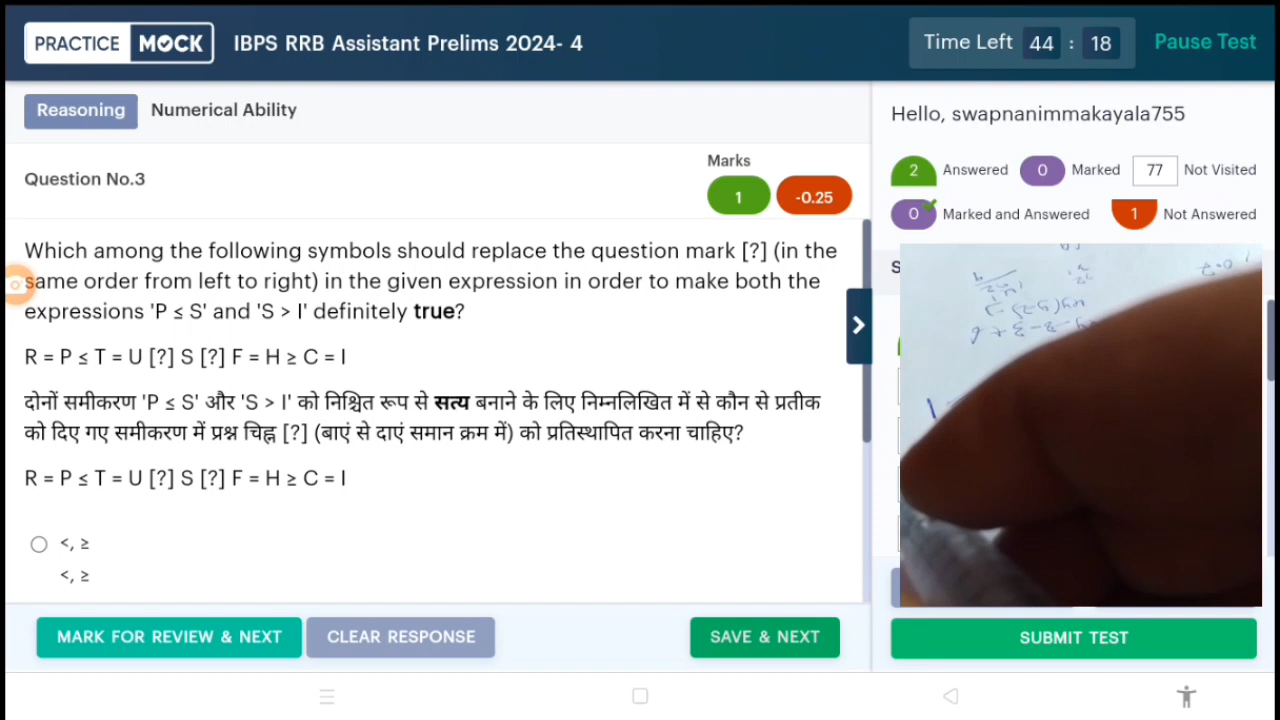 PRACTICE MOCK IBPS RRB Assistant Prelims 2024- 4
Time Left 44 : 18 Pause Test
Reasoning Numerical Ability
Question No.3
Marks
1 -0.25
Which among the following symbols should replace the question mark [?] (in the
same order from left to right) in the given expression in order to make both the
expressions 'P ≤ S' and 'S > I' definitely true?
R = P ≤ T = U [?] S [?] F = H ≥ C = I
दोनों समीकरण 'P ≤ S' और 'S > I' को निश्चित रूप से सत्य बनाने के लिए निम्नलिखित में से कौन से प्रतीक
को दिए गए समीकरण में प्रश्न चिह्न [?] (बाएं से दाएं समान क्रम में) को प्रतिस्थापित करना चाहिए?
R = P ≤ T = U [?] S [?] F = H ≥ C = I
<, ≥
<, ≥
MARK FOR REVIEW & NEXT CLEAR RESPONSE SAVE & NEXT
Hello, swapnanimmakayala755
2 Answered 0 Marked 77 Not Visited
0 Marked and Answered 1 Not Answered
S
SUBMIT TEST